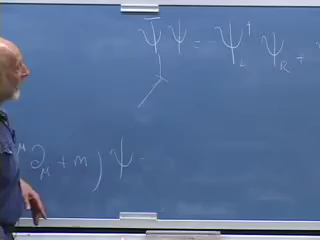 Ψ̄ Ψ = -Ψ_L^† Ψ_R +
^μ ∂_μ + m ) Ψ -